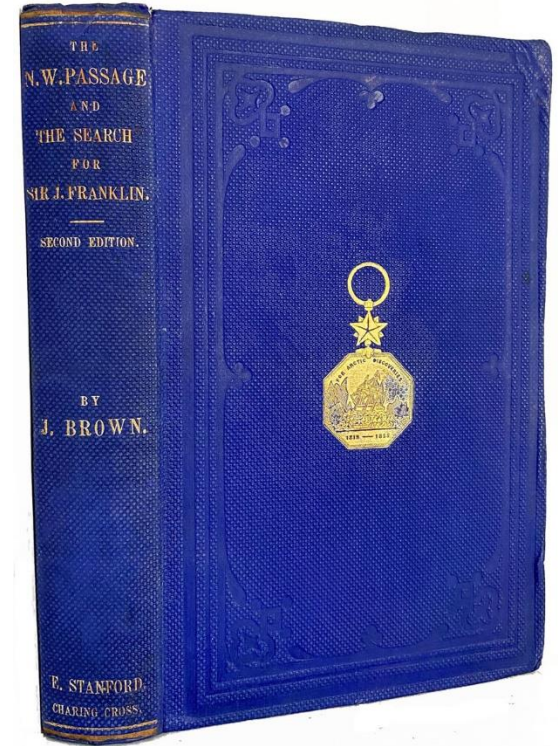 THE
N.W. PASSAGE
AND
THE SEARCH
FOR
SIR J. FRANKLIN.
SECOND EDITION.
BY
J. BROWN.
E. STANFORD,
CHARING CROSS.
FOR ARCTIC DISCOVERIES
1818 — 1855